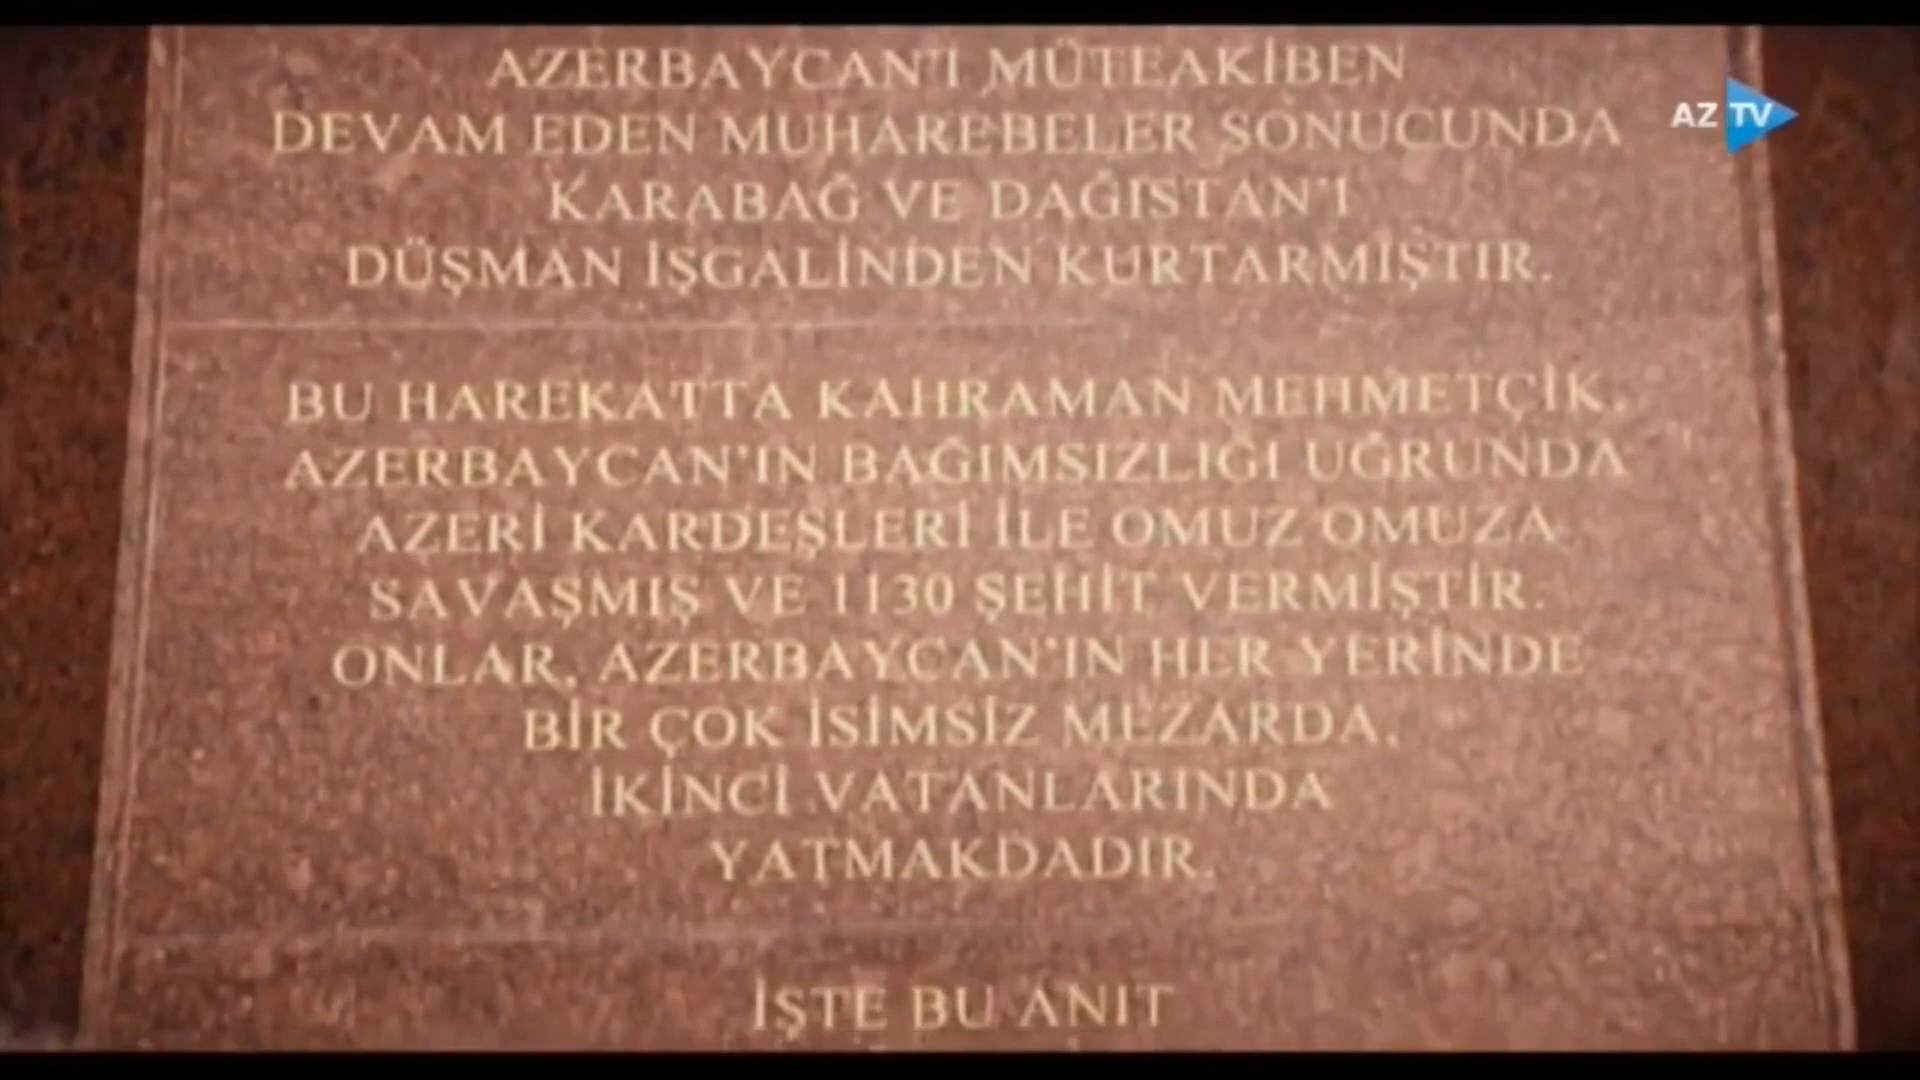 AZERBAYCAN'I MÜTEAKİBEN
DEVAM EDEN MUHAREBELER SONUCUNDA
KARABAĞ VE DAĞISTAN'I
DÜŞMAN İŞGALİNDEN KURTARMIŞTIR.
BU HAREKATTA KAHRAMAN MEHMETÇİK,
AZERBAYCAN'IN BAĞIMSIZLIĞI UĞRUNDA
AZERİ KARDEŞLERİ İLE OMUZ OMUZA
SAVAŞMIŞ VE 1130 ŞEHİT VERMİŞTİR.
ONLAR, AZERBAYCAN'IN HER YERİNDE
BİR ÇOK İSİMSİZ MEZARDA,
İKİNCİ VATANLARINDA
YATMAKDADIR.
İŞTE BU ANIT
AZ TV